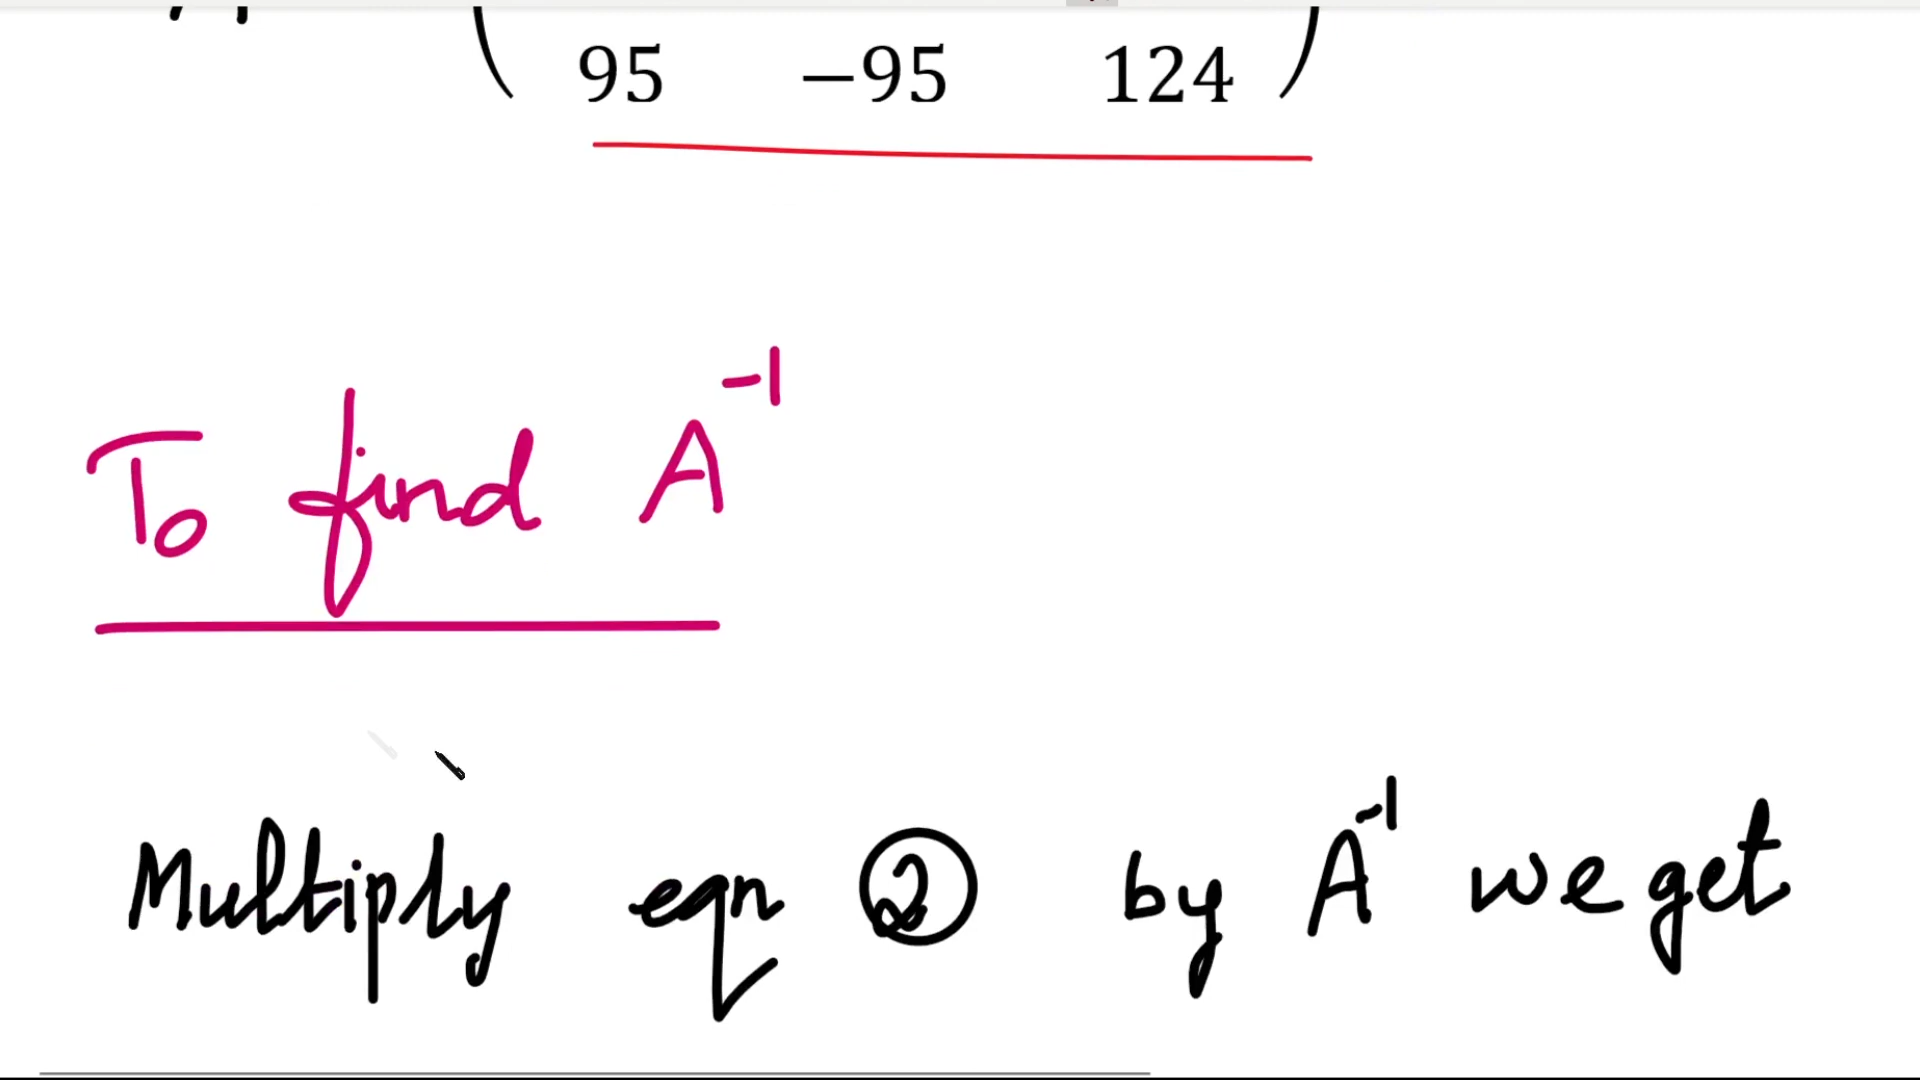 95 −95 124
To find A⁻¹
Multiply eqn ② by A⁻¹ we get